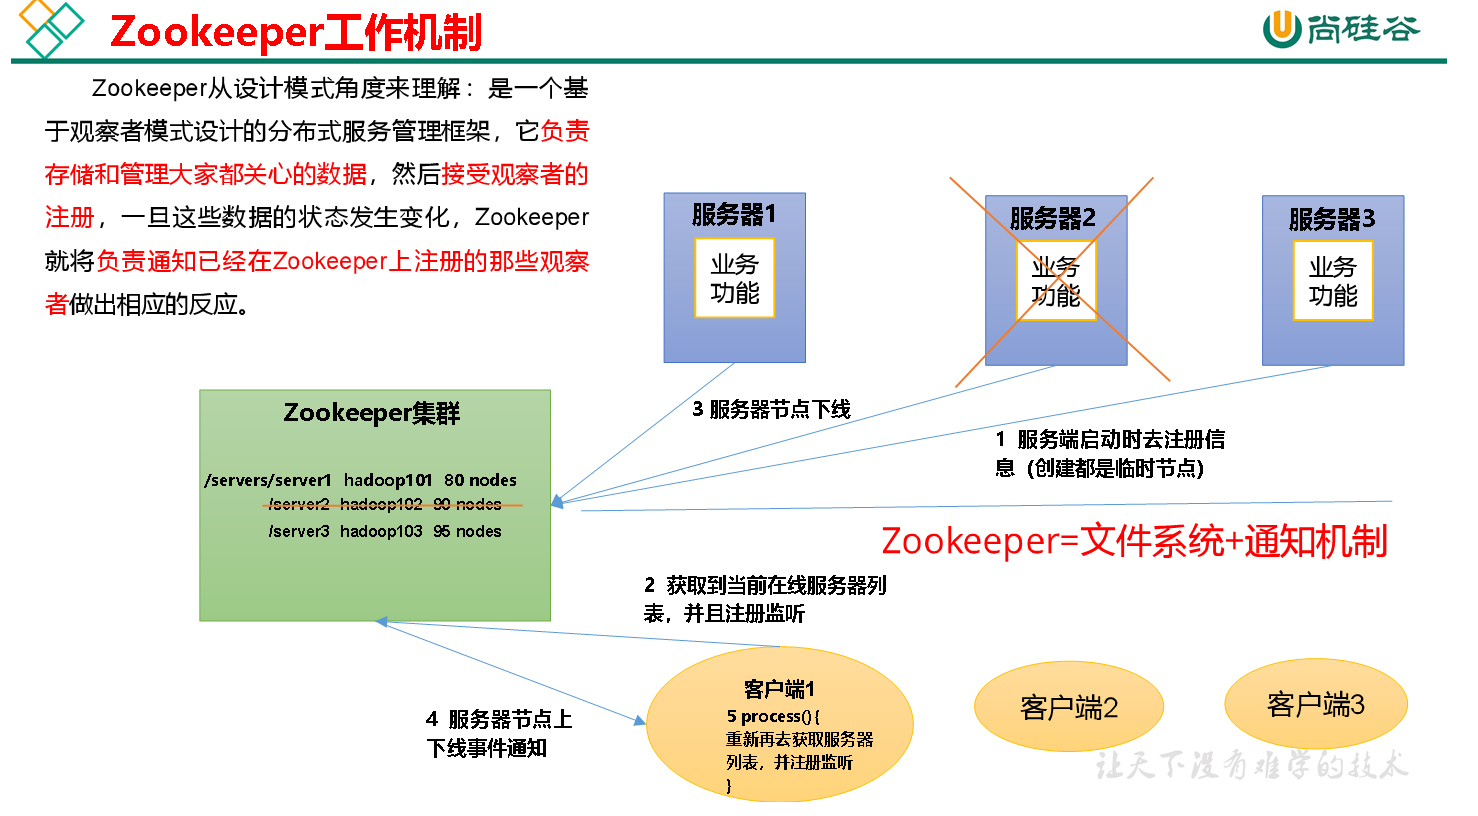 Zookeeper工作机制
尚硅谷
Zookeeper从设计模式角度来理解：是一个基
于观察者模式设计的分布式服务管理框架，它负责
存储和管理大家都关心的数据，然后接受观察者的
注册，一旦这些数据的状态发生变化，Zookeeper
就将负责通知已经在Zookeeper上注册的那些观察
者做出相应的反应。
服务器1
业务
功能
服务器2
业务
功能
服务器3
业务
功能
3 服务器节点下线
1 服务端启动时去注册信
息（创建都是临时节点）
Zookeeper集群
/servers/server1 hadoop101 80 nodes
/server2 hadoop102 90 nodes
/server3 hadoop103 95 nodes
Zookeeper=文件系统+通知机制
2 获取到当前在线服务器列
表，并且注册监听
4 服务器节点上
下线事件通知
客户端1
5 process(){
重新再去获取服务器
列表，并注册监听
}
客户端2
客户端3
让天下没有难学的技术